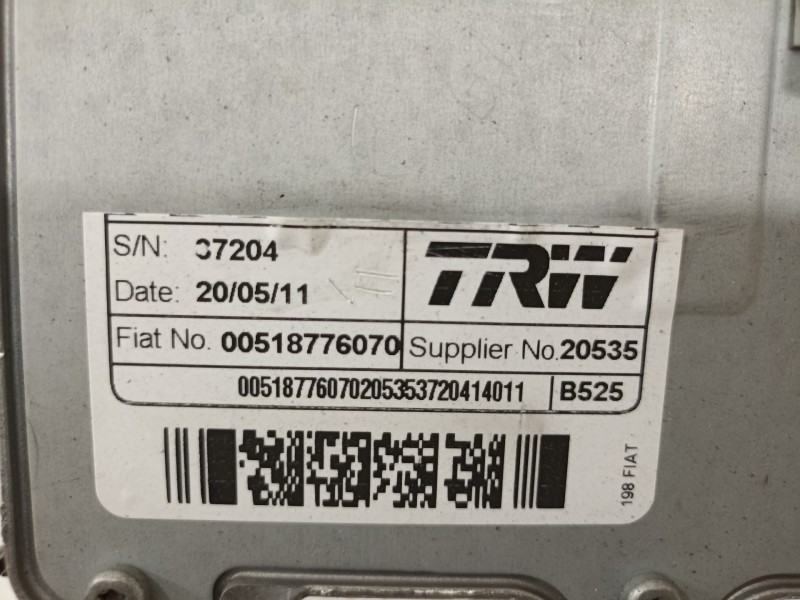 S/N: 37204
TRW
Date: 20/05/11
Fiat No. 00518776070 Supplier No. 20535
00518776070205353720414011 B525
198 FIAT